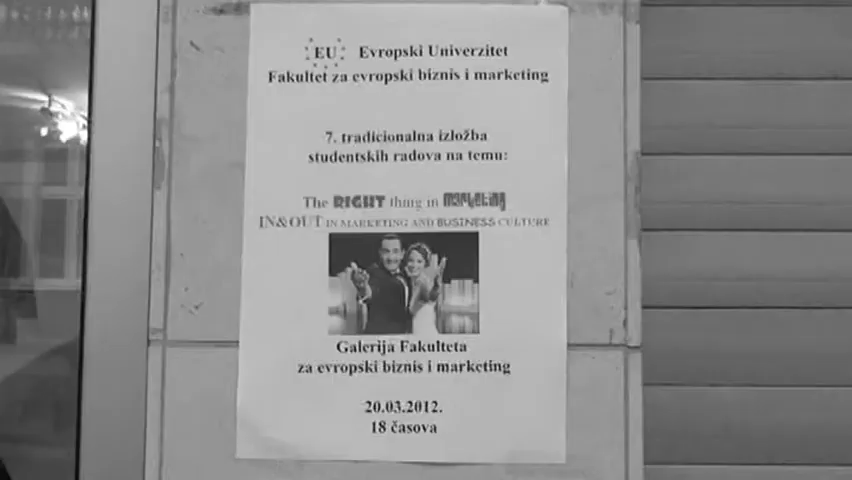 EU Evropski Univerzitet
Fakultet za evropski biznis i marketing
7. tradicionalna izložba
studentskih radova na temu:
The RIGHT thing in MARKETING
IN&OUT IN MARKETING AND BUSINESS CULTURE
Galerija Fakulteta
za evropski biznis i marketing
20.03.2012.
18 časova